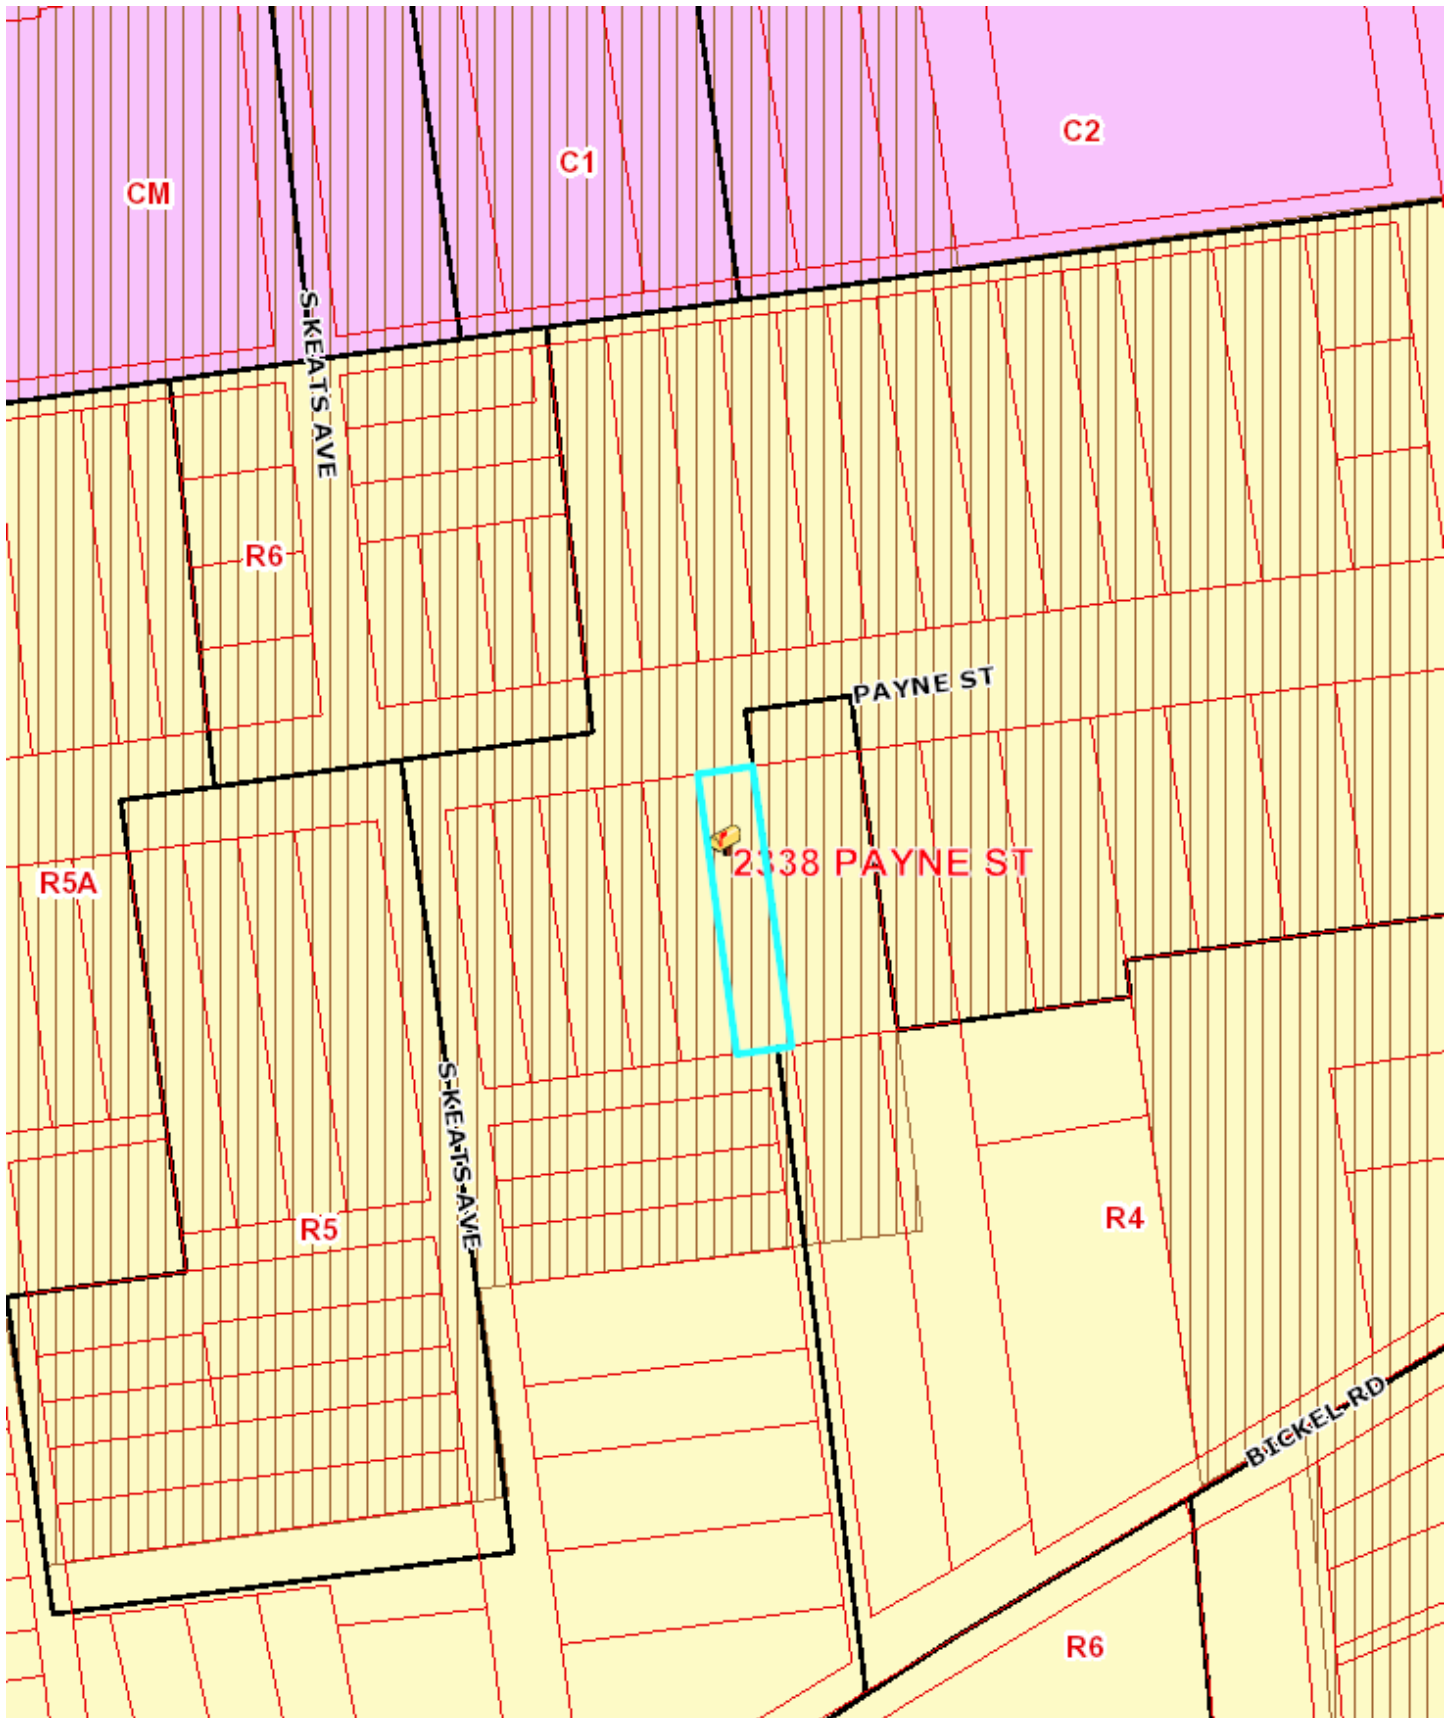 C2
C1
CM
S KEATS AVE
R6
PAYNE ST
2338 PAYNE ST
R5A
S KEATS AVE
R4
R5
BICKEL RD
R6